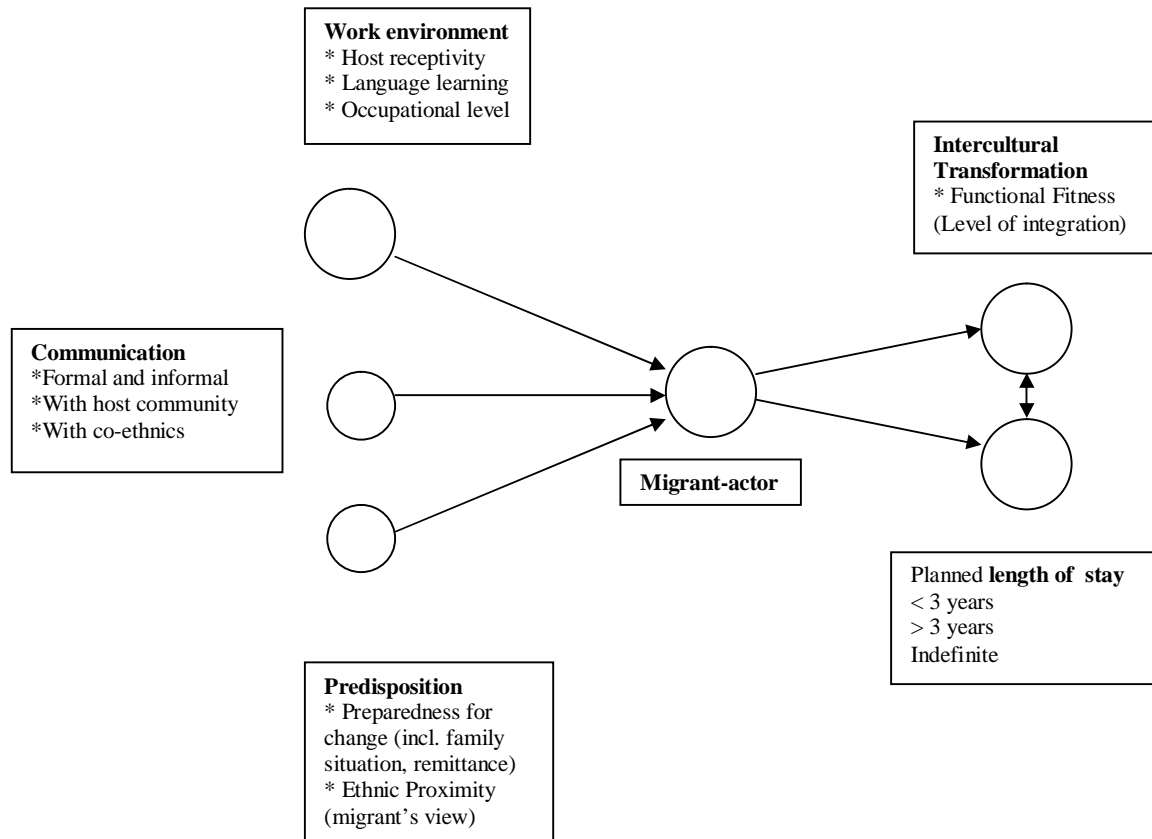 Work environment
* Host receptivity
* Language learning
* Occupational level
Intercultural
Transformation
* Functional Fitness
(Level of integration)
Communication
*Formal and informal
*With host community
*With co-ethnics
Migrant-actor
Planned length of stay
< 3 years
> 3 years
Indefinite
Predisposition
* Preparedness for
change (incl. family
situation, remittance)
* Ethnic Proximity
(migrant’s view)